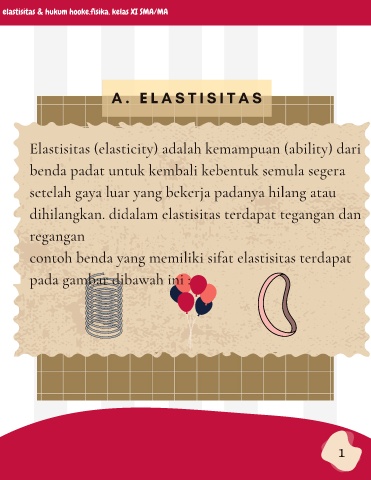 elastisitas & hukum hooke.fisika. kelas XI SMA/MA
A. ELASTISITAS
Elastisitas (elasticity) adalah kemampuan (ability) dari
benda padat untuk kembali kebentuk semula segera
setelah gaya luar yang bekerja padanya hilang atau
dihilangkan. didalam elastisitas terdapat tegangan dan
regangan
contoh benda yang memiliki sifat elastisitas terdapat
pada gambar dibawah ini :
1